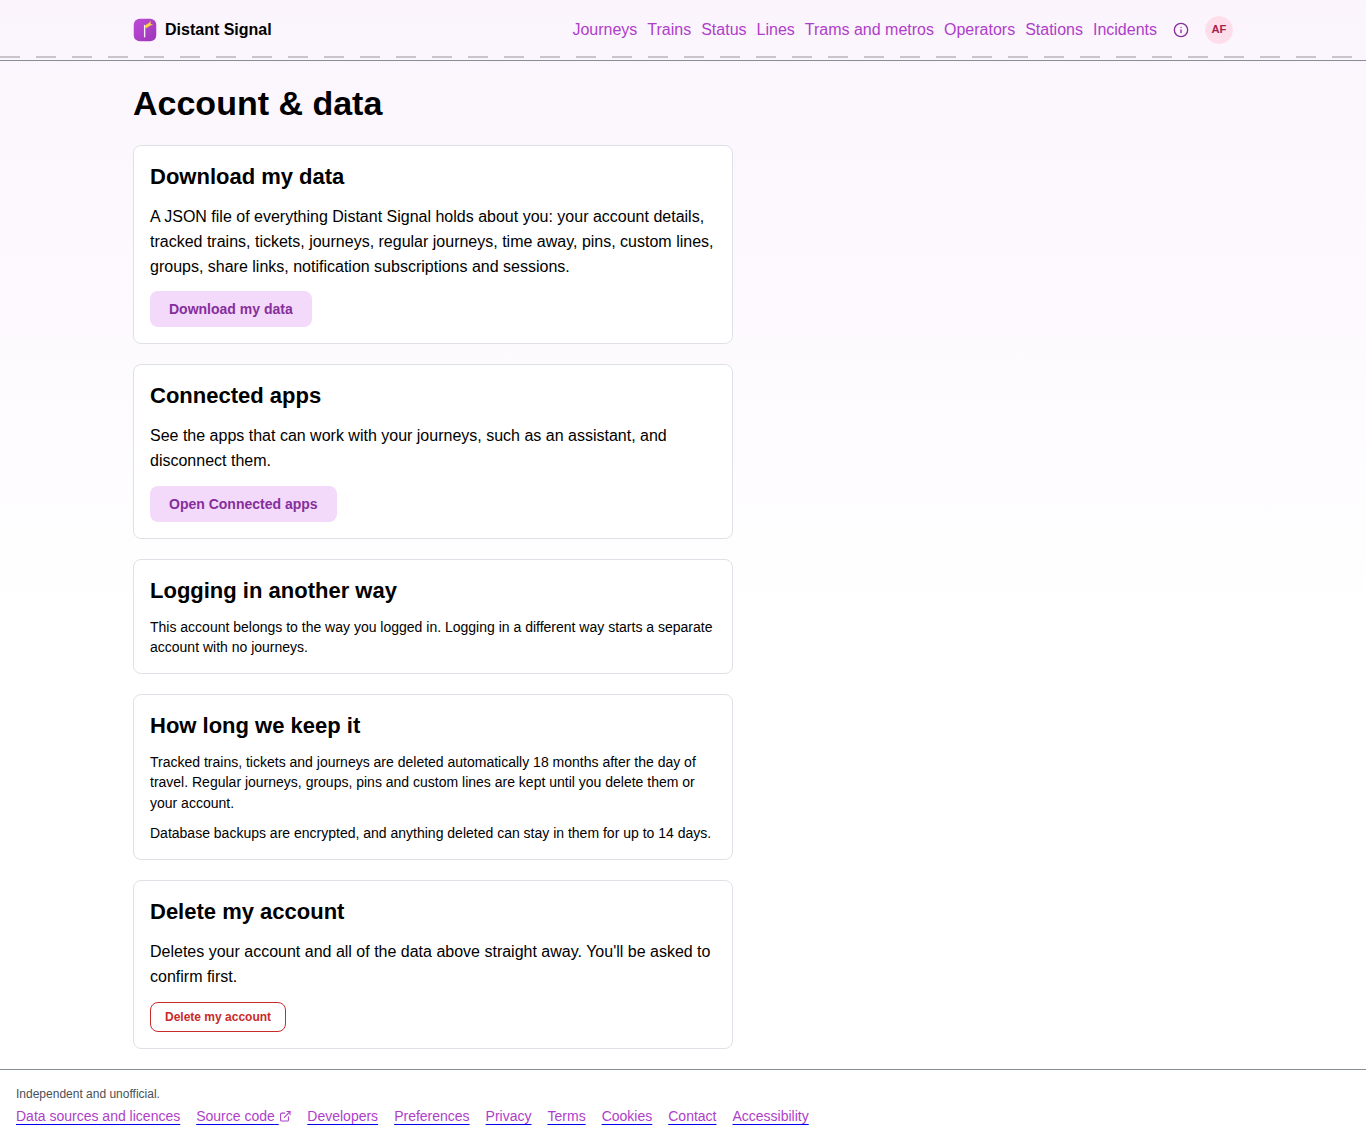 Distant Signal
Journeys Trains Status Lines Trams and metros Operators Stations Incidents AF
Account & data
Download my data
A JSON file of everything Distant Signal holds about you: your account details,
tracked trains, tickets, journeys, regular journeys, time away, pins, custom lines,
groups, share links, notification subscriptions and sessions.
Download my data
Connected apps
See the apps that can work with your journeys, such as an assistant, and
disconnect them.
Open Connected apps
Logging in another way
This account belongs to the way you logged in. Logging in a different way starts a separate
account with no journeys.
How long we keep it
Tracked trains, tickets and journeys are deleted automatically 18 months after the day of
travel. Regular journeys, groups, pins and custom lines are kept until you delete them or
your account.
Database backups are encrypted, and anything deleted can stay in them for up to 14 days.
Delete my account
Deletes your account and all of the data above straight away. You'll be asked to
confirm first.
Delete my account
Independent and unofficial.
Data sources and licences Source code Developers Preferences Privacy Terms Cookies Contact Accessibility